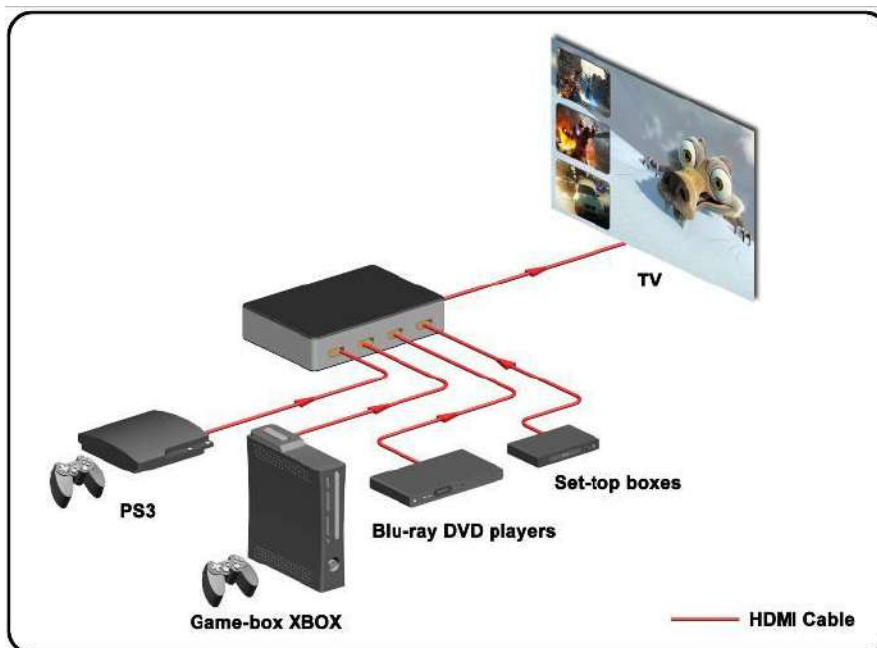 TV
PS3
Set-top boxes
Blu-ray DVD players
Game-box XBOX
HDMI Cable